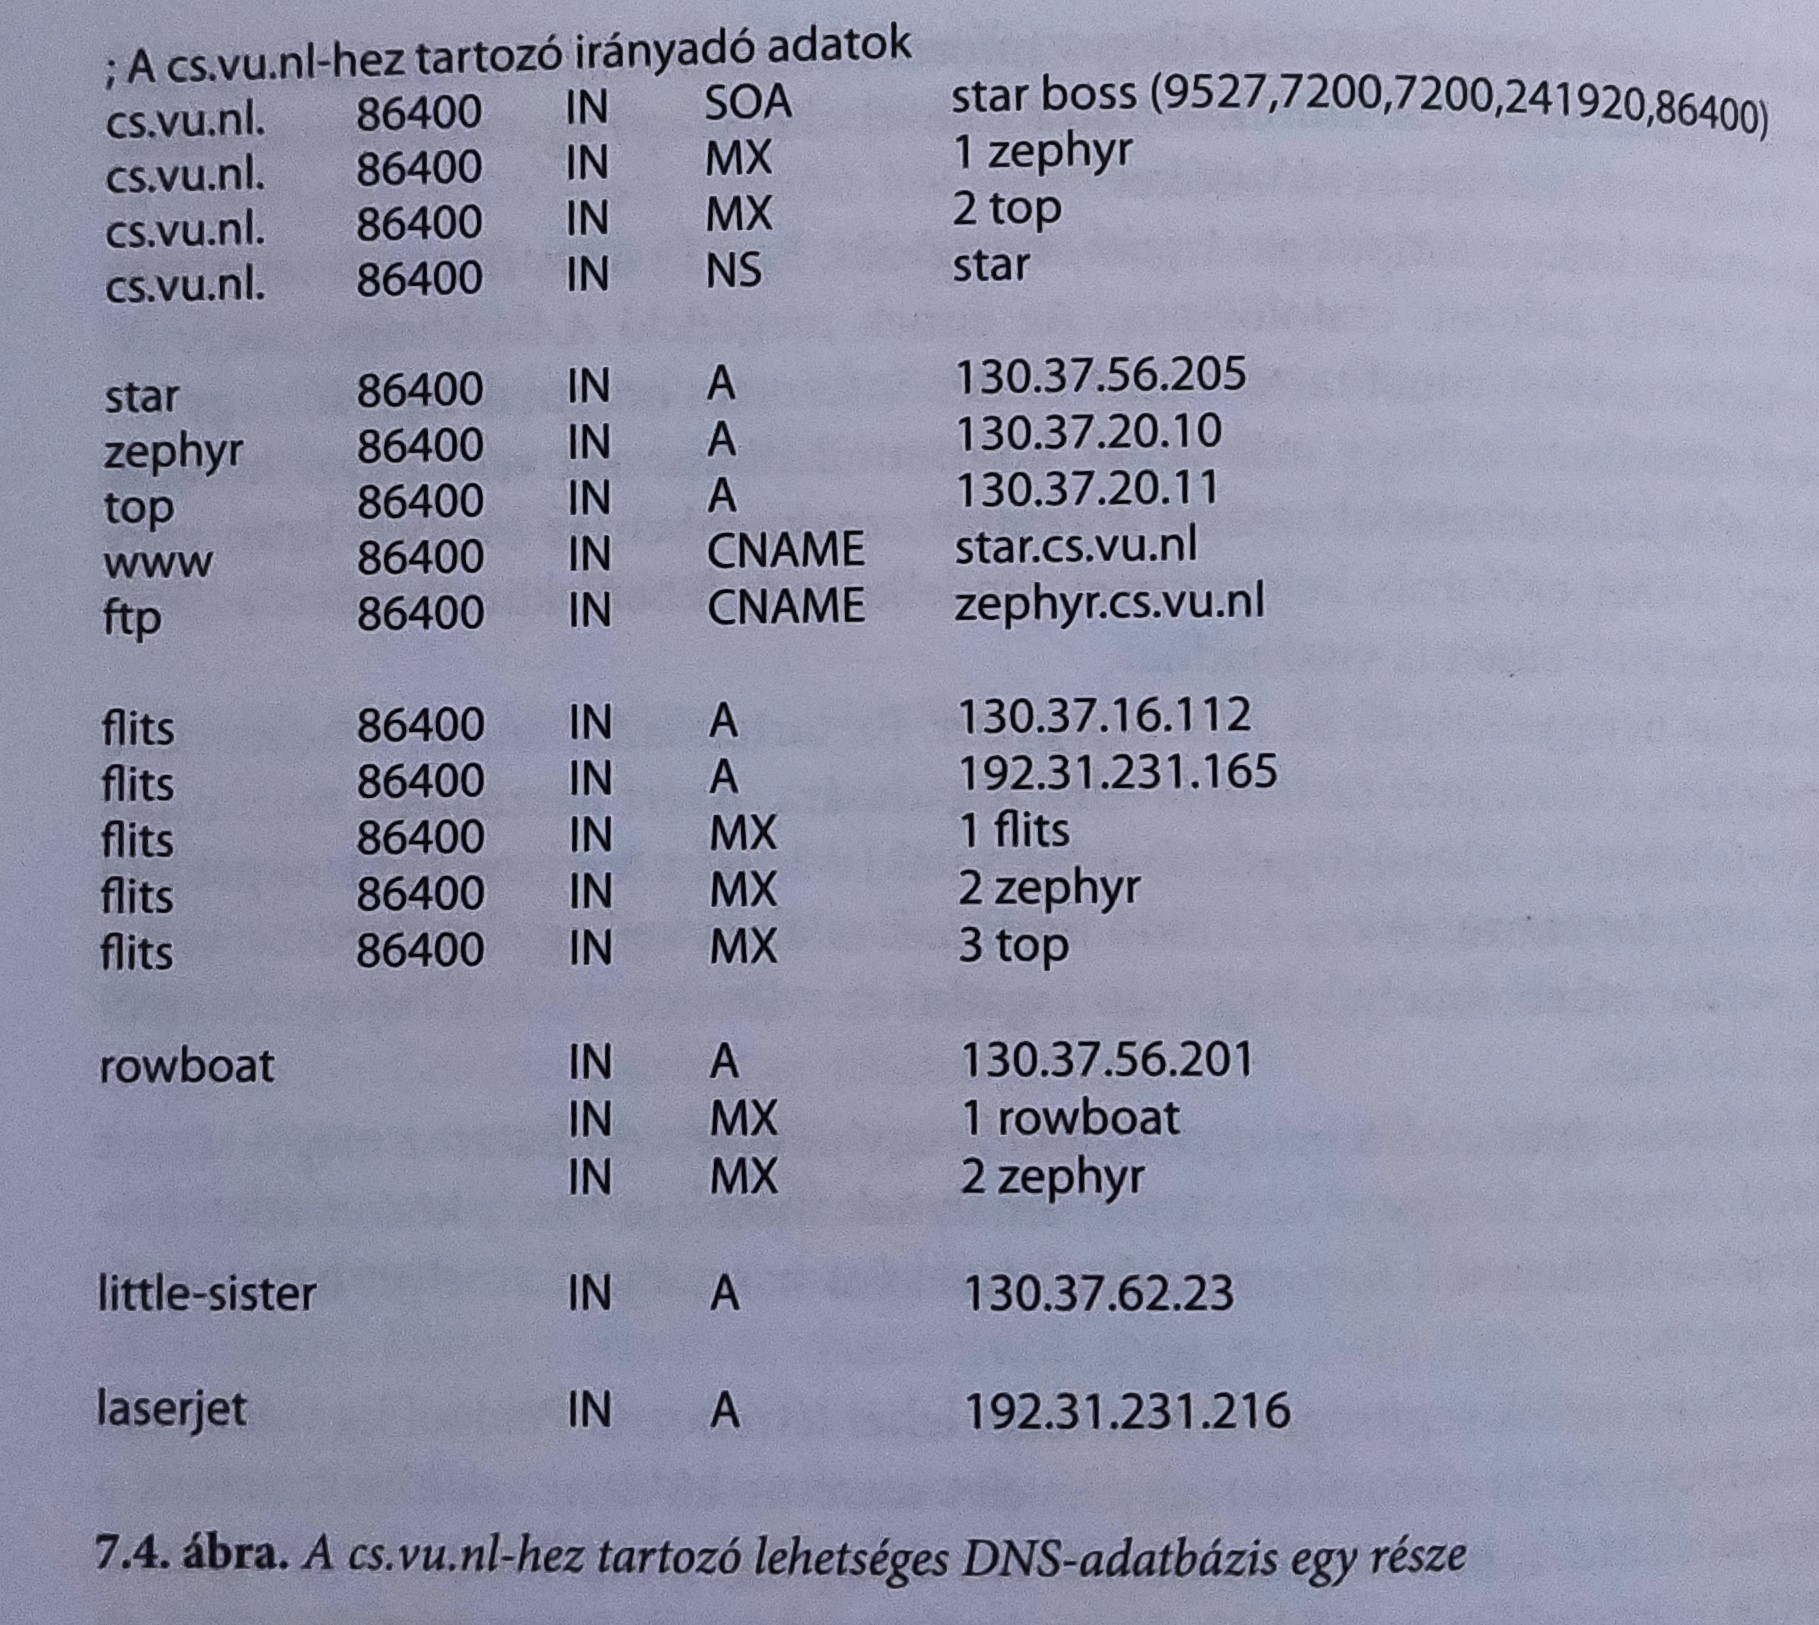 ; A cs.vu.nl-hez tartozó irányadó adatok
cs.vu.nl. 86400 IN SOA star boss (9527,7200,7200,241920,86400)
cs.vu.nl. 86400 IN MX 1 zephyr
cs.vu.nl. 86400 IN MX 2 top
cs.vu.nl. 86400 IN NS star
star 86400 IN A 130.37.56.205
zephyr 86400 IN A 130.37.20.10
top 86400 IN A 130.37.20.11
www 86400 IN CNAME star.cs.vu.nl
ftp 86400 IN CNAME zephyr.cs.vu.nl
flits 86400 IN A 130.37.16.112
flits 86400 IN A 192.31.231.165
flits 86400 IN MX 1 flits
flits 86400 IN MX 2 zephyr
flits 86400 IN MX 3 top
rowboat IN A 130.37.56.201
IN MX 1 rowboat
IN MX 2 zephyr
little-sister IN A 130.37.62.23
laserjet IN A 192.31.231.216
7.4. ábra. A cs.vu.nl-hez tartozó lehetséges DNS-adatbázis egy része